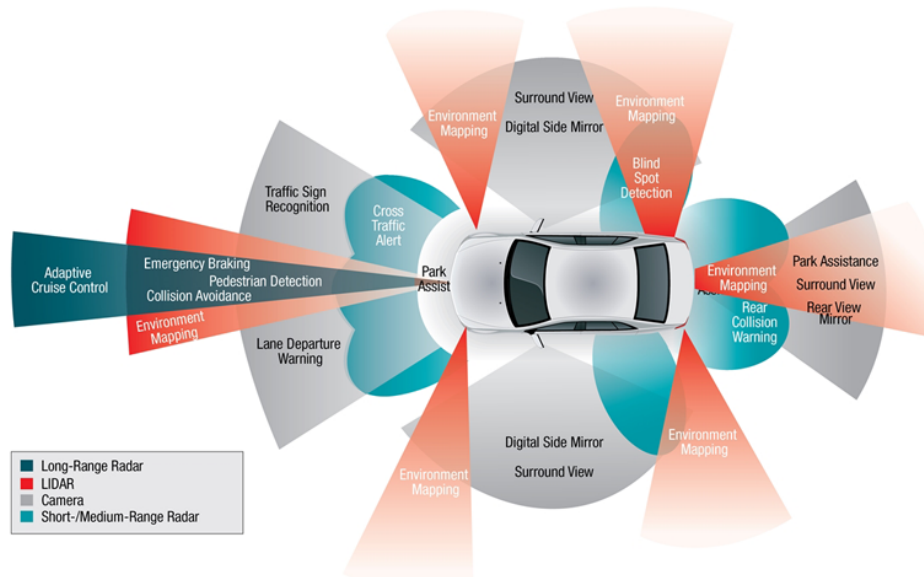 Environment
Mapping
Surround View
Digital Side Mirror
Environment
Mapping
Blind
Spot
Detection
Traffic Sign
Recognition
Cross
Traffic
Alert
Adaptive
Cruise Control
Emergency Braking
Pedestrian Detection
Collision Avoidance
Environment
Mapping
Lane Departure
Warning
Park
Assist
Environment
Mapping
Rear
Collision
Warning
Park Assistance
Surround View
Rear View
Mirror
Digital Side Mirror
Surround View
Environment
Mapping
Environment
Mapping
Long-Range Radar
LIDAR
Camera
Short-/Medium-Range Radar